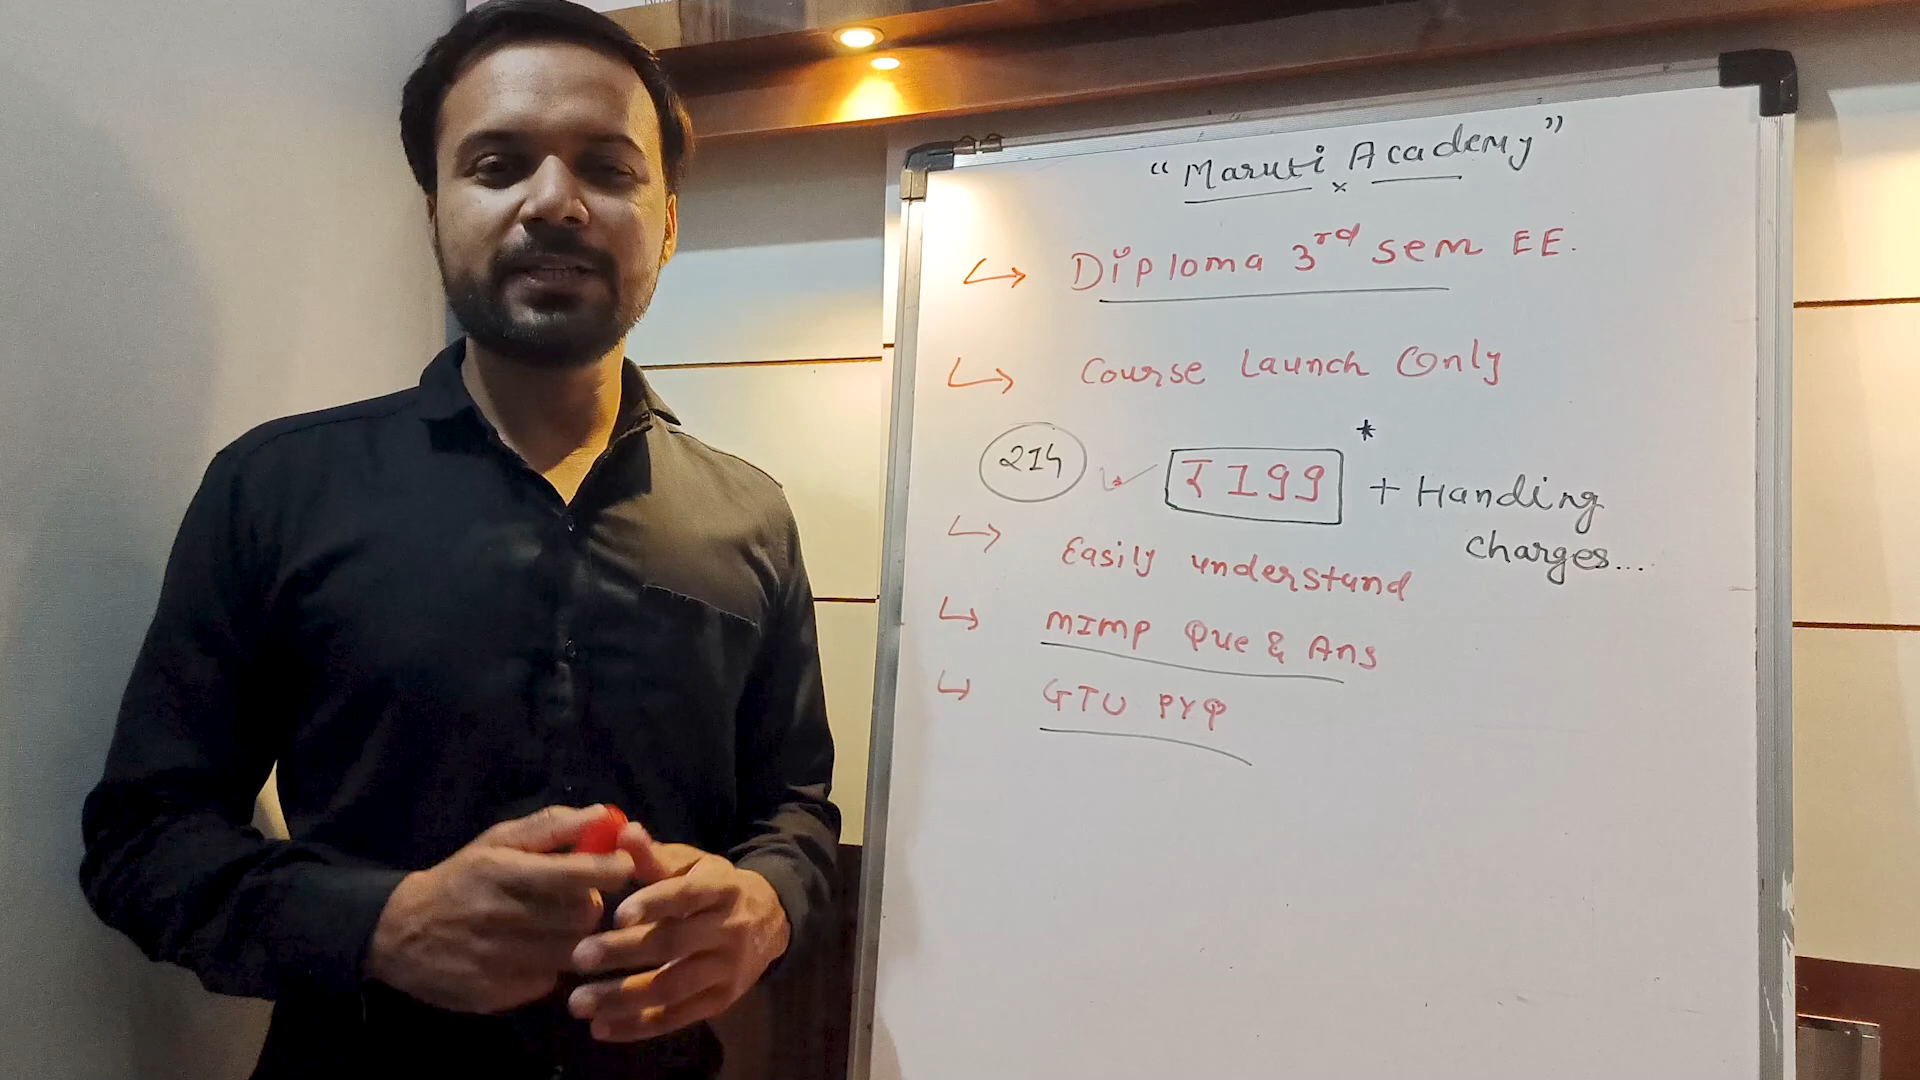 "Maruti Academy"
↳ Diploma 3rd sem EE.
↳ Course Launch Only
*
214 ₹199 + Handing
charges...
↳ Easily understand
↳ MIMP Que & Ans
↳ GTU PYQ